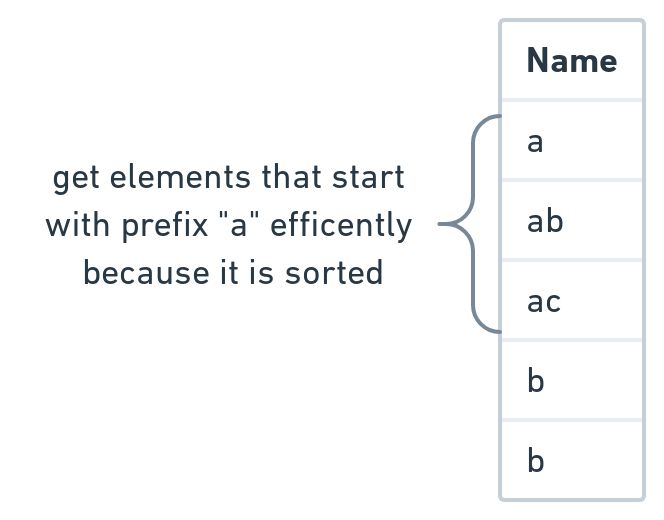 get elements that start
with prefix "a" efficently
because it is sorted
Name
a
ab
ac
b
b